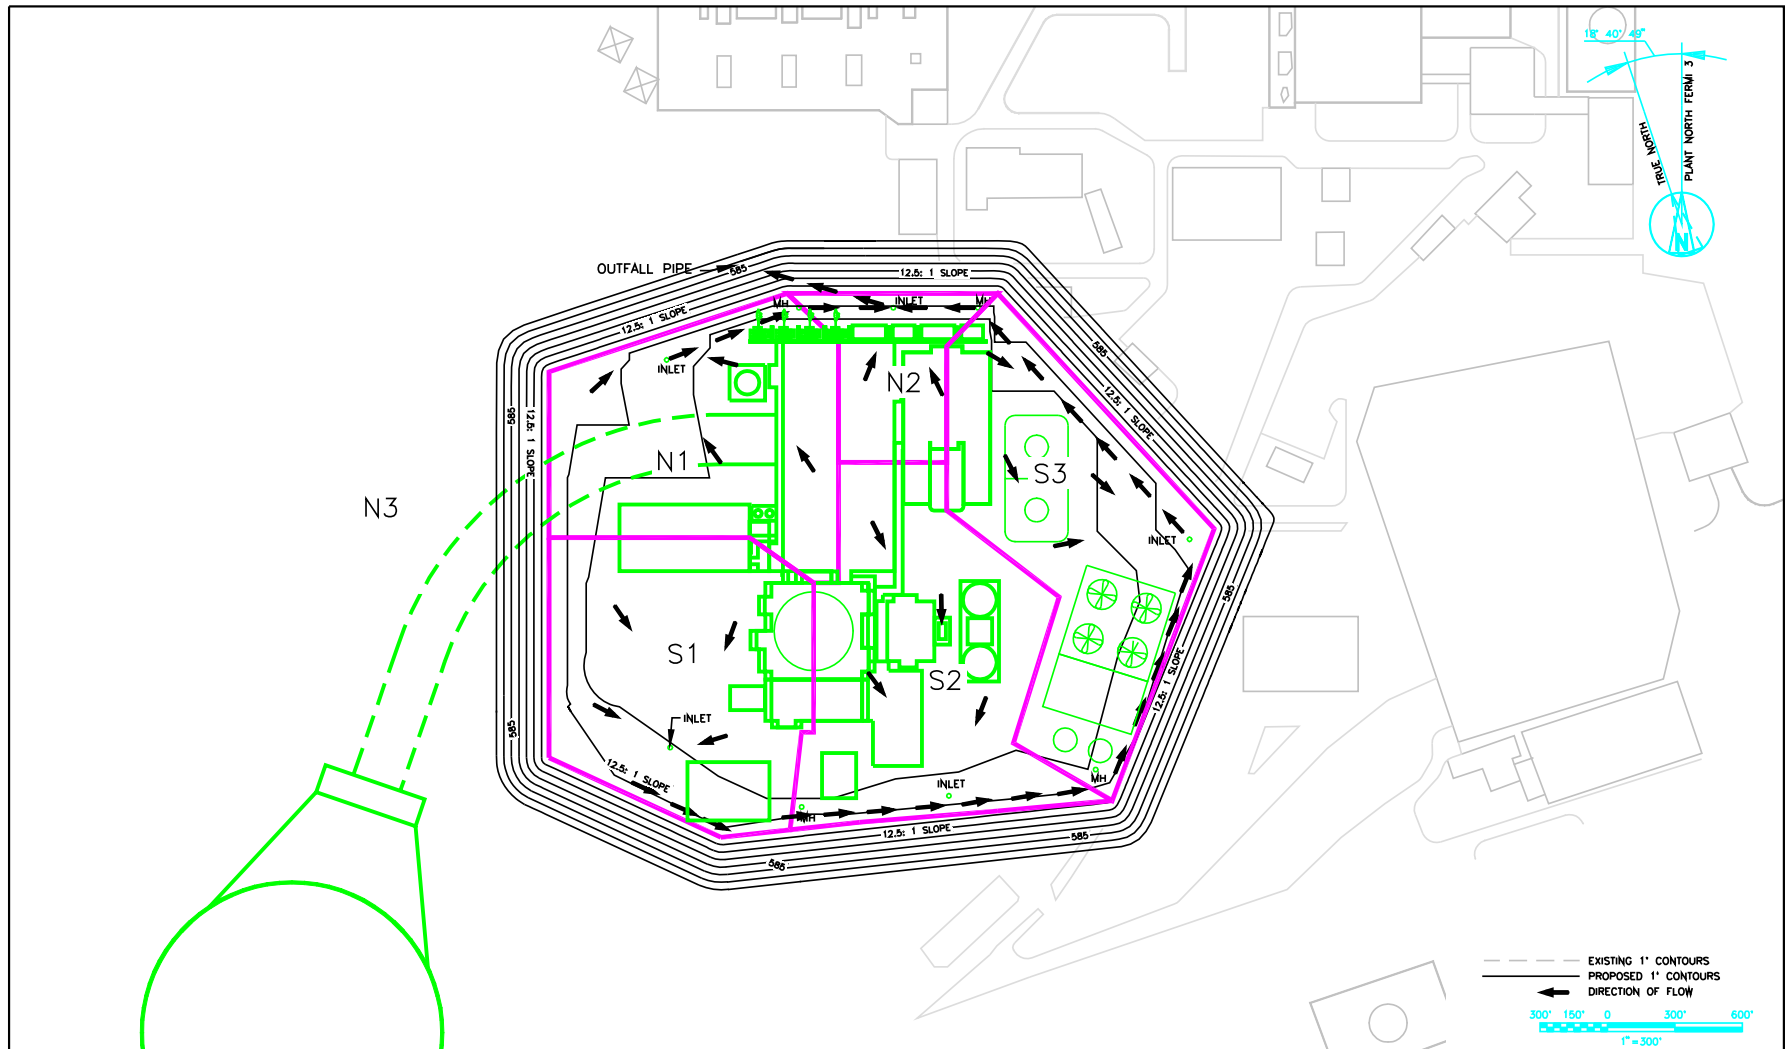 18° 40' 49"
PLANT NORTH FERMI 3
TRUE NORTH
N
OUTFALL PIPE
585
12.5: 1 SLOPE
MH
INLET
MH
12.5: 1 SLOPE
585
INLET
N2
12.5: 1 SLOPE
585
12.5: 1 SLOPE
N1
S3
N3
INLET
585
S1
S2
12.5: 1 SLOPE
INLET
585
12.5: 1 SLOPE
INLET
MH
MH
12.5: 1 SLOPE
585
585
EXISTING 1' CONTOURS
PROPOSED 1' CONTOURS
DIRECTION OF FLOW
300' 150' 0 300' 600'
1"=300'